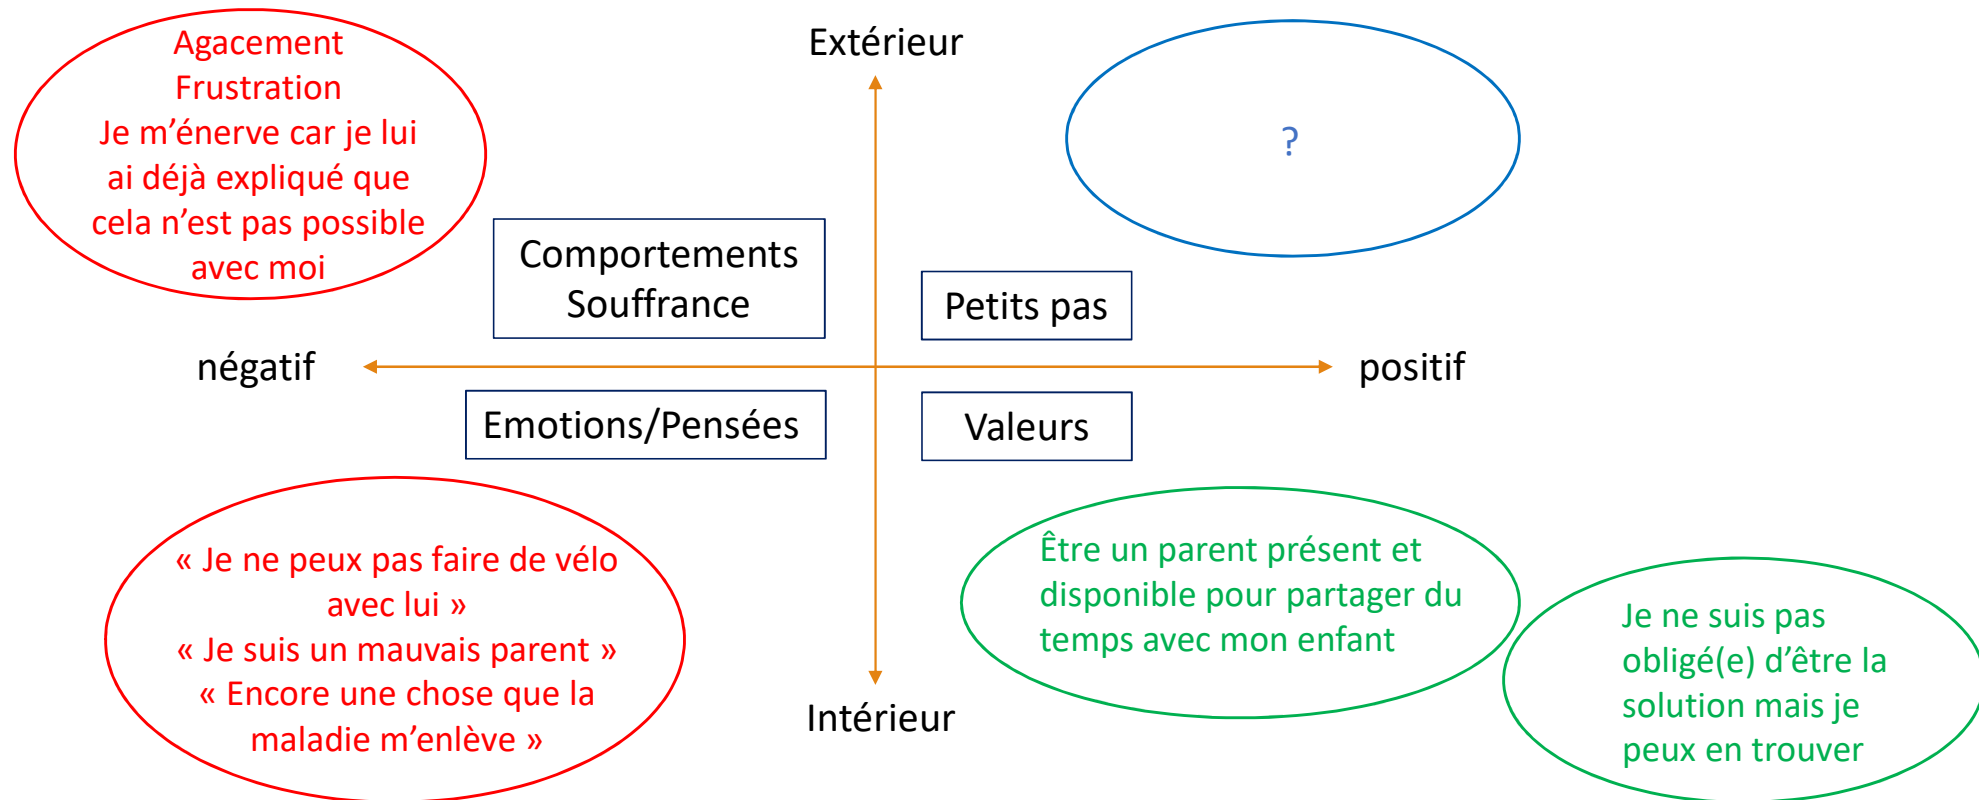 Agacement
Frustration
Je m’énerve car je lui
ai déjà expliqué que
cela n’est pas possible
avec moi
Extérieur
?
Comportements
Souffrance
Petits pas
négatif
positif
Emotions/Pensées
Valeurs
« Je ne peux pas faire de vélo
avec lui »
« Je suis un mauvais parent »
« Encore une chose que la
maladie m’enlève »
Être un parent présent et
disponible pour partager du
temps avec mon enfant
Je ne suis pas
obligé(e) d’être la
solution mais je
peux en trouver
Intérieur